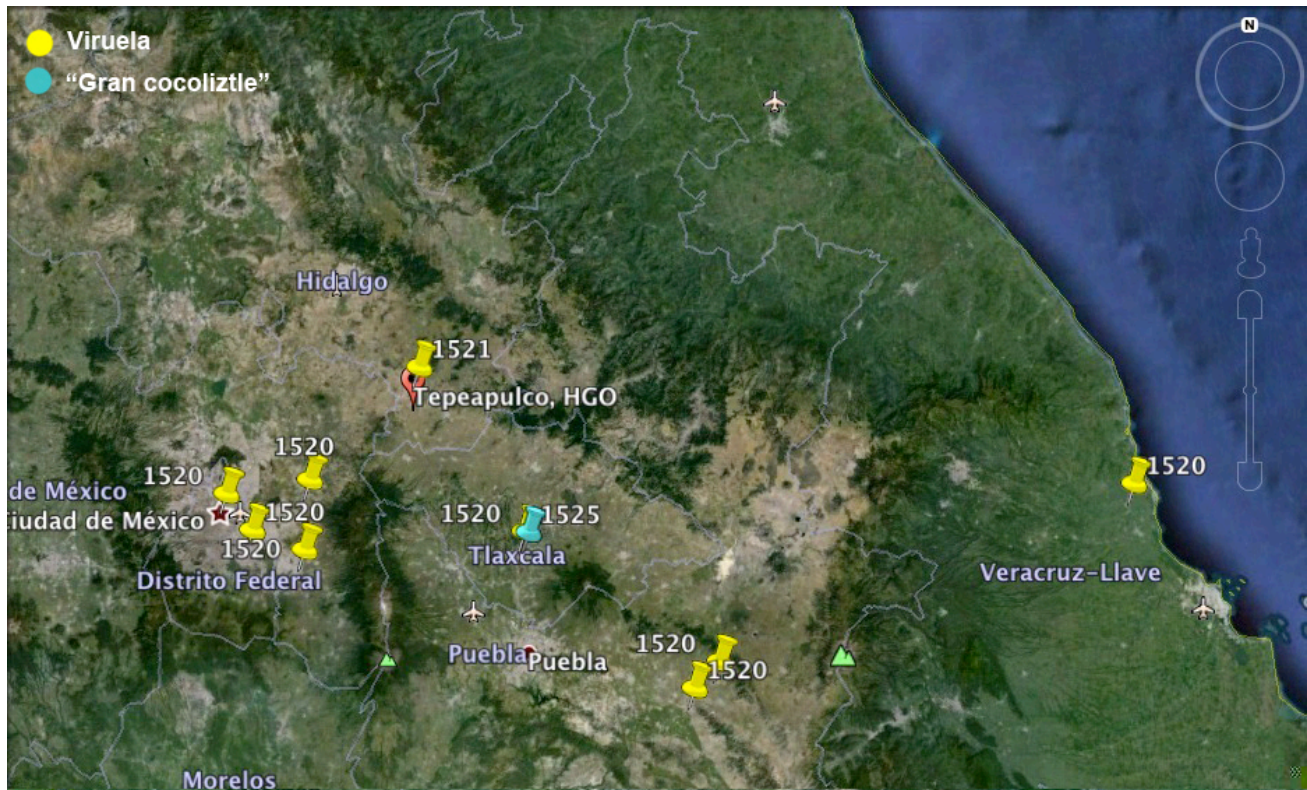 Viruela
“Gran cocoliztle”
N
Hidalgo
1521
Tepeapulco, HGO
1520
1520
de México
1520
Ciudad de México
1520
1520
1525
1520
Tlaxcala
Distrito Federal
Veracruz-Llave
1520
Puebla
Puebla
1520
Morelos